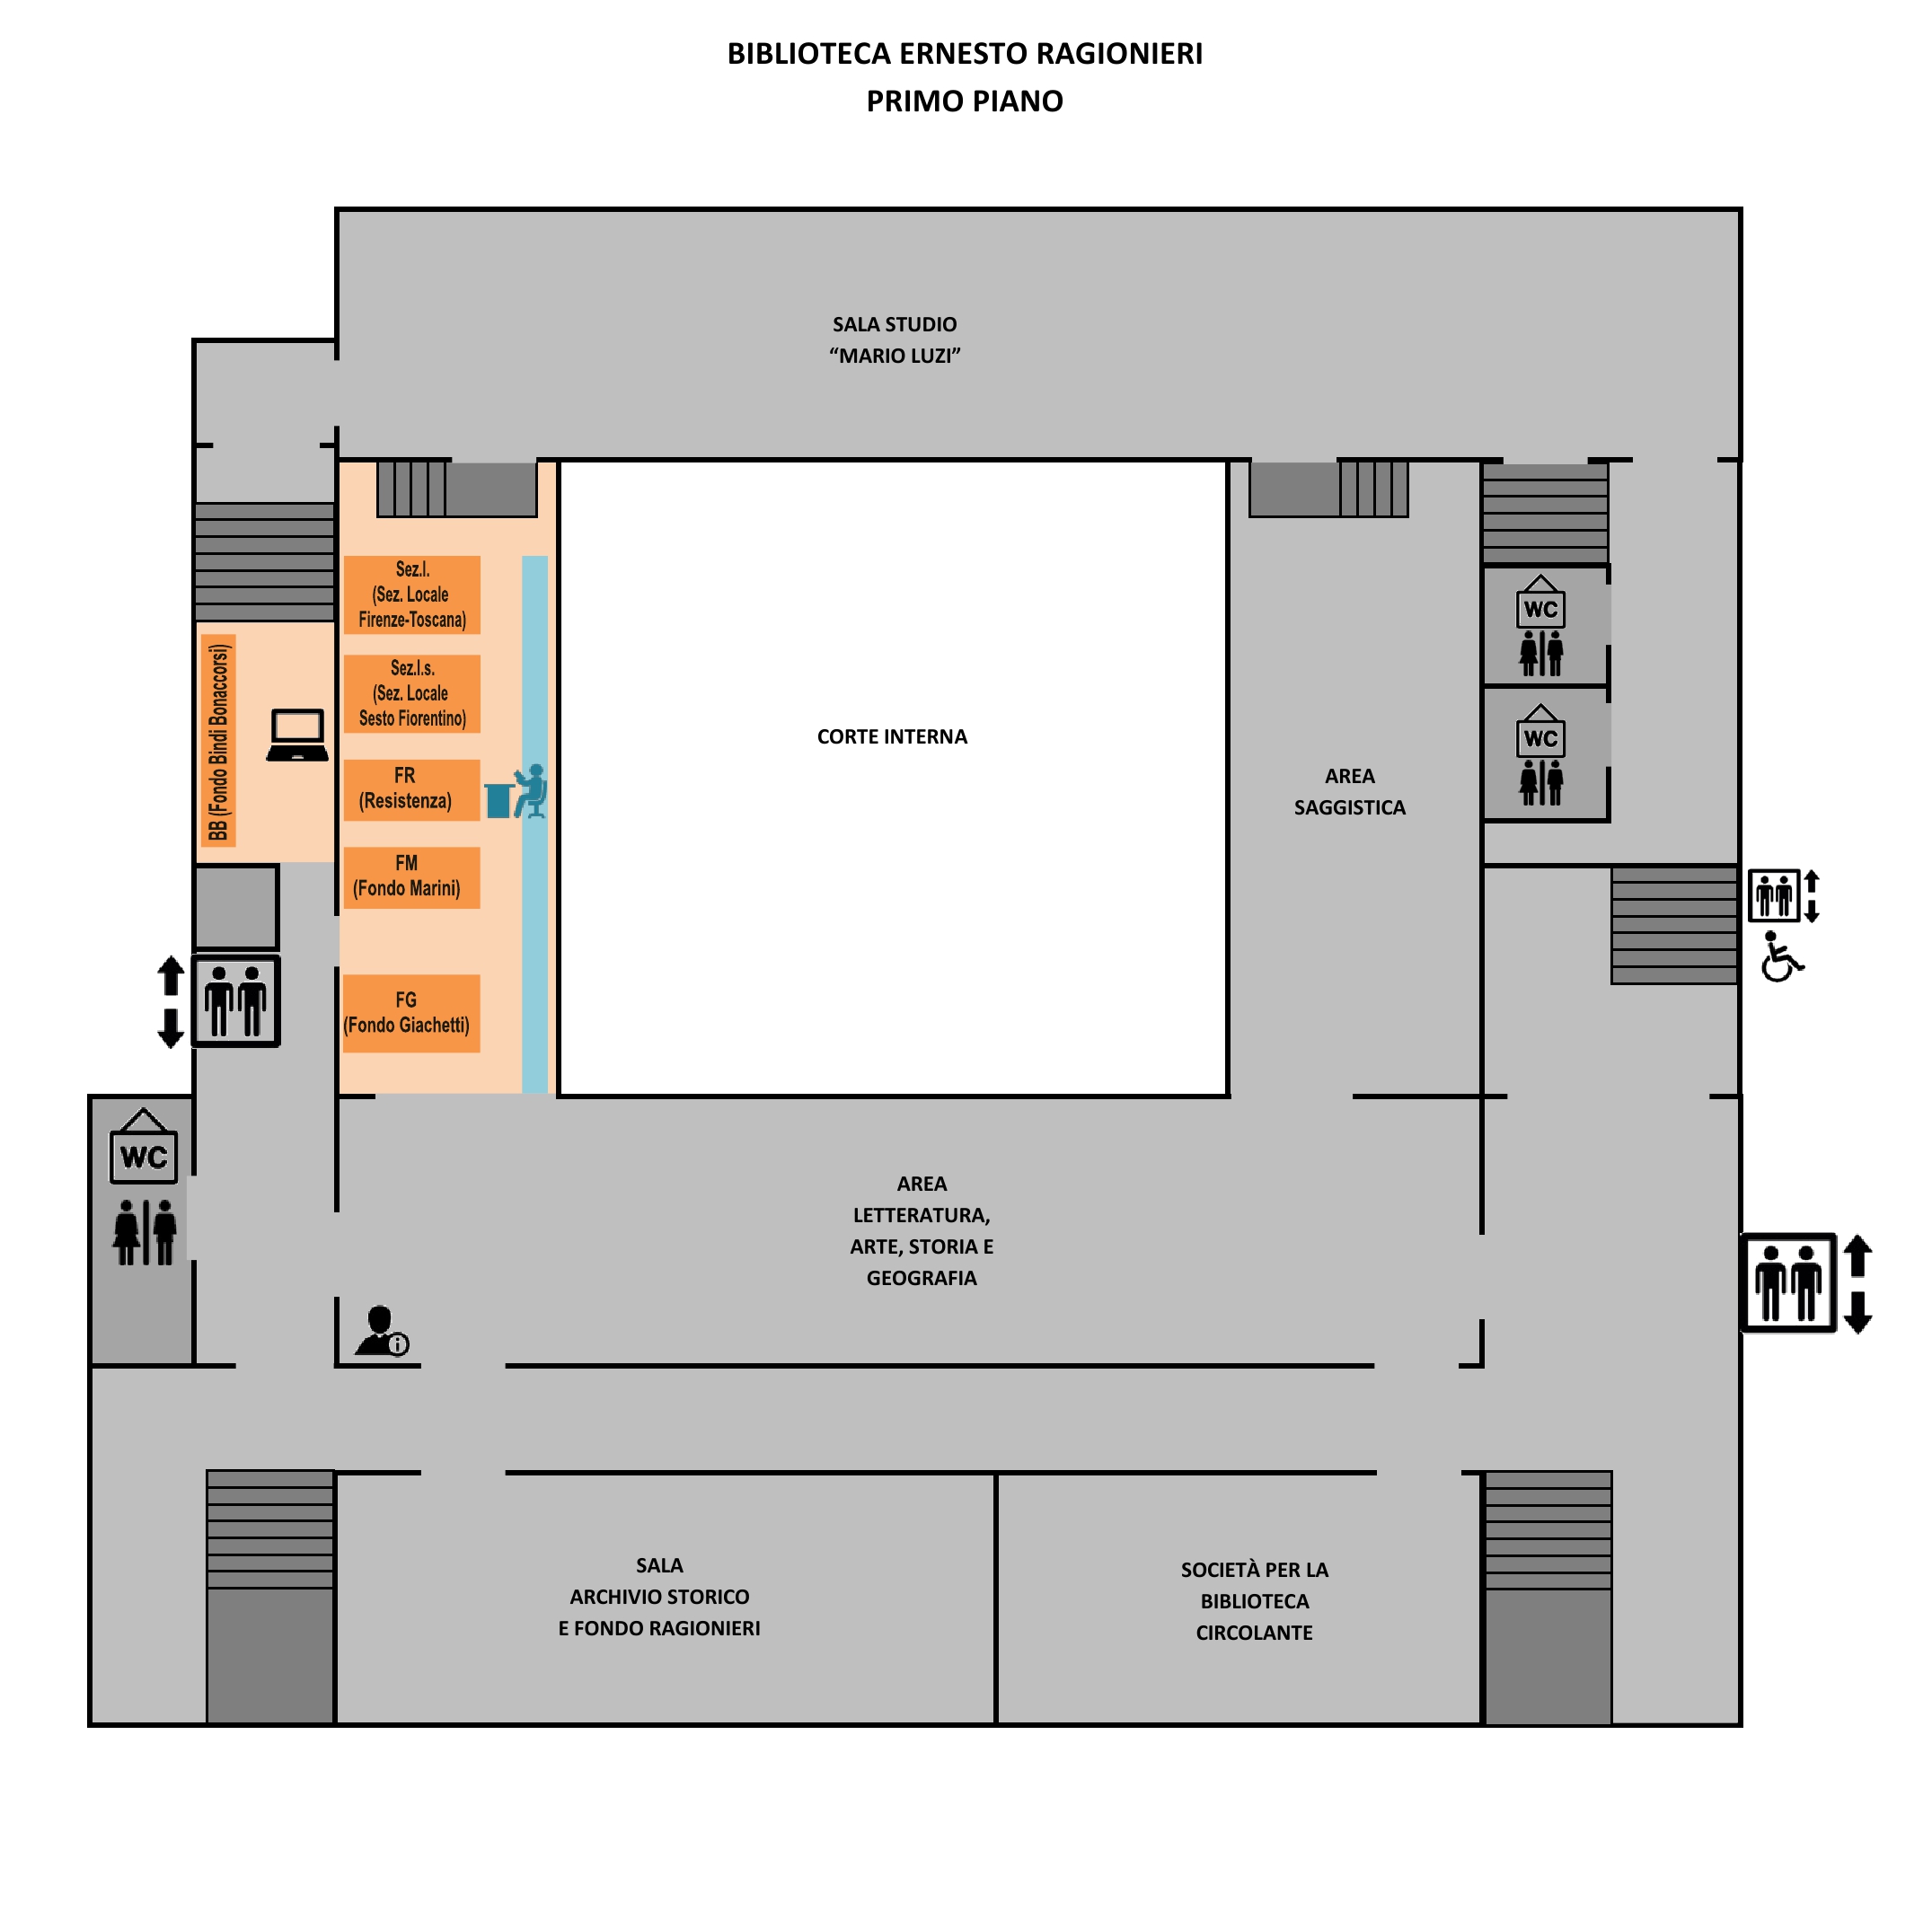 BIBLIOTECA ERNESTO RAGIONIERI
PRIMO PIANO
SALA STUDIO
“MARIO LUZI”
Sez.l.
(Sez. Locale
Firenze-Toscana)
Sez.l.s.
(Sez. Locale
Sesto Fiorentino)
FR
(Resistenza)
FM
(Fondo Marini)
FG
(Fondo Giachetti)
BB (Fondo Bindi Bonaccorsi)
CORTE INTERNA
AREA
SAGGISTICA
WC
WC
WC
AREA
LETTERATURA,
ARTE, STORIA E
GEOGRAFIA
i
SALA
ARCHIVIO STORICO
E FONDO RAGIONIERI
SOCIETÀ PER LA
BIBLIOTECA
CIRCOLANTE